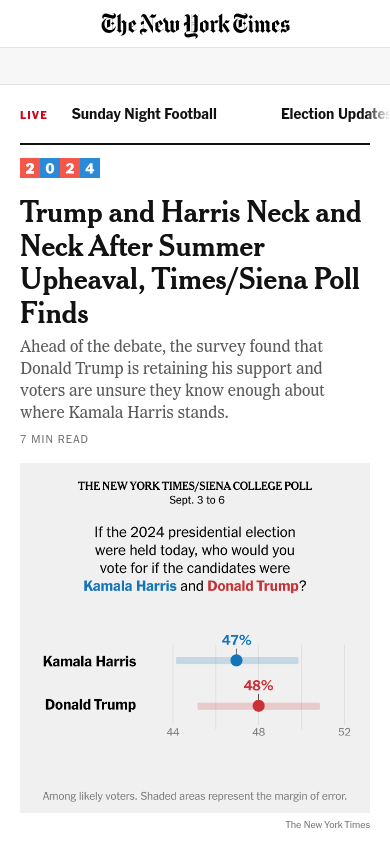 The New York Times
LIVE Sunday Night Football Election Updates
2024
Trump and Harris Neck and
Neck After Summer
Upheaval, Times/Siena Poll
Finds
Ahead of the debate, the survey found that
Donald Trump is retaining his support and
voters are unsure they know enough about
where Kamala Harris stands.
7 MIN READ
THE NEW YORK TIMES/SIENA COLLEGE POLL
Sept. 3 to 6
If the 2024 presidential election
were held today, who would you
vote for if the candidates were
Kamala Harris and Donald Trump?
47%
Kamala Harris
48%
Donald Trump
44 48 52
Among likely voters. Shaded areas represent the margin of error.
The New York Times